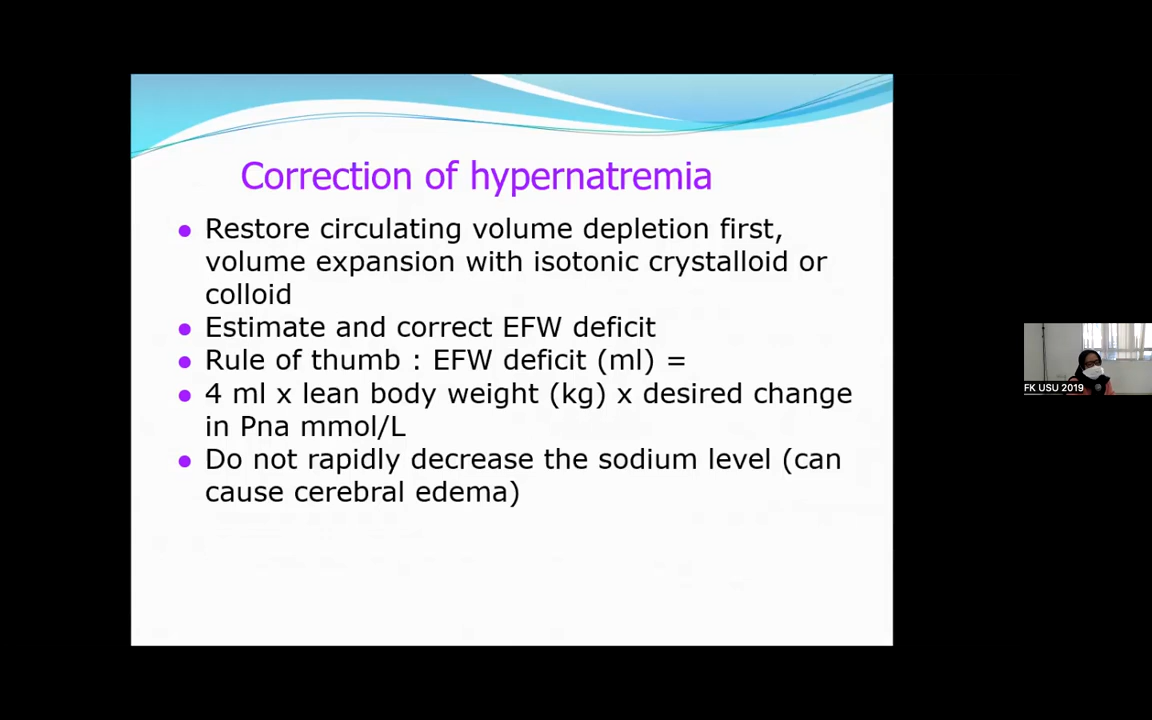 Correction of hypernatremia
● Restore circulating volume depletion first,
volume expansion with isotonic crystalloid or
colloid
● Estimate and correct EFW deficit
● Rule of thumb : EFW deficit (ml) =
● 4 ml x lean body weight (kg) x desired change
in Pna mmol/L
● Do not rapidly decrease the sodium level (can
cause cerebral edema)
FK USU 2019